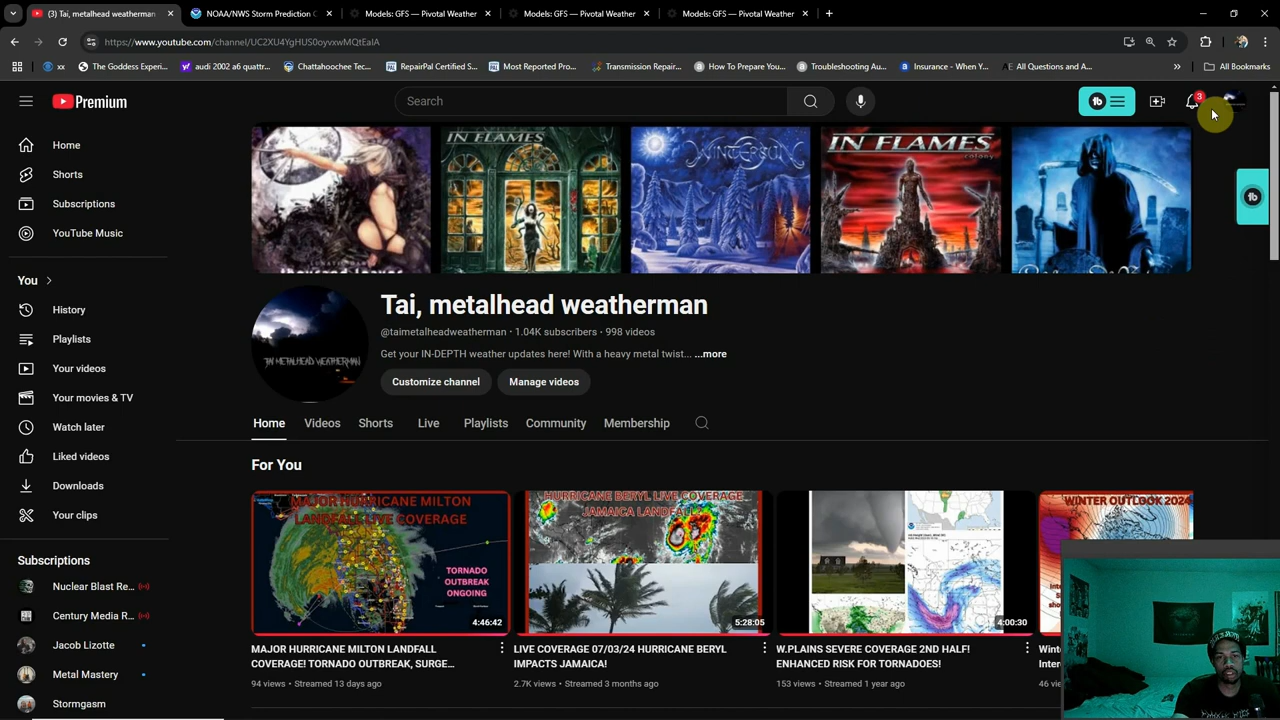 (3) Tai, metalhead weatherman
NOAA/NWS Storm Prediction C
Models: GFS — Pivotal Weather
Models: GFS — Pivotal Weather
Models: GFS — Pivotal Weather
https://www.youtube.com/channel/UC2XU4YgHUS0oyvxwMQtEalA
xx
The Goddess Experi...
audi 2002 a6 quattr...
Chattahoochee Tec...
RepairPal Certified S...
Most Reported Pro...
Transmission Repair...
How To Prepare You...
Troubleshooting Au...
Insurance - When Y...
All Questions and A...
All Bookmarks
Premium
Search
3
Home
Shorts
Subscriptions
YouTube Music
You
History
Playlists
Your videos
Your movies & TV
Watch later
Liked videos
Downloads
Your clips
Subscriptions
Nuclear Blast Re...
Century Media R...
Jacob Lizotte
Metal Mastery
Stormgasm
IN FLAMES
WINTERSUN
IN FLAMES
colony
thousand leaves
TAI METALHEAD WEATHERMAN
Tai, metalhead weatherman
@taimetalheadweatherman • 1.04K subscribers • 998 videos
Get your IN-DEPTH weather updates here! With a heavy metal twist... ...more
Customize channel
Manage videos
Home
Videos
Shorts
Live
Playlists
Community
Membership
For You
MAJOR HURRICANE MILTON
LANDFALL LIVE COVERAGE
TORNADO
OUTBREAK
ONGOING
4:46:42
MAJOR HURRICANE MILTON LANDFALL
COVERAGE! TORNADO OUTBREAK, SURGE...
94 views • Streamed 13 days ago
HURRICANE BERYL LIVE COVERAGE
JAMAICA LANDFALL
5:28:05
LIVE COVERAGE 07/03/24 HURRICANE BERYL
IMPACTS JAMAICA!
2.7K views • Streamed 3 months ago
4:00:30
W.PLAINS SEVERE COVERAGE 2ND HALF!
ENHANCED RISK FOR TORNADOES!
153 views • Streamed 1 year ago
WINTER OUTLOOK 2024